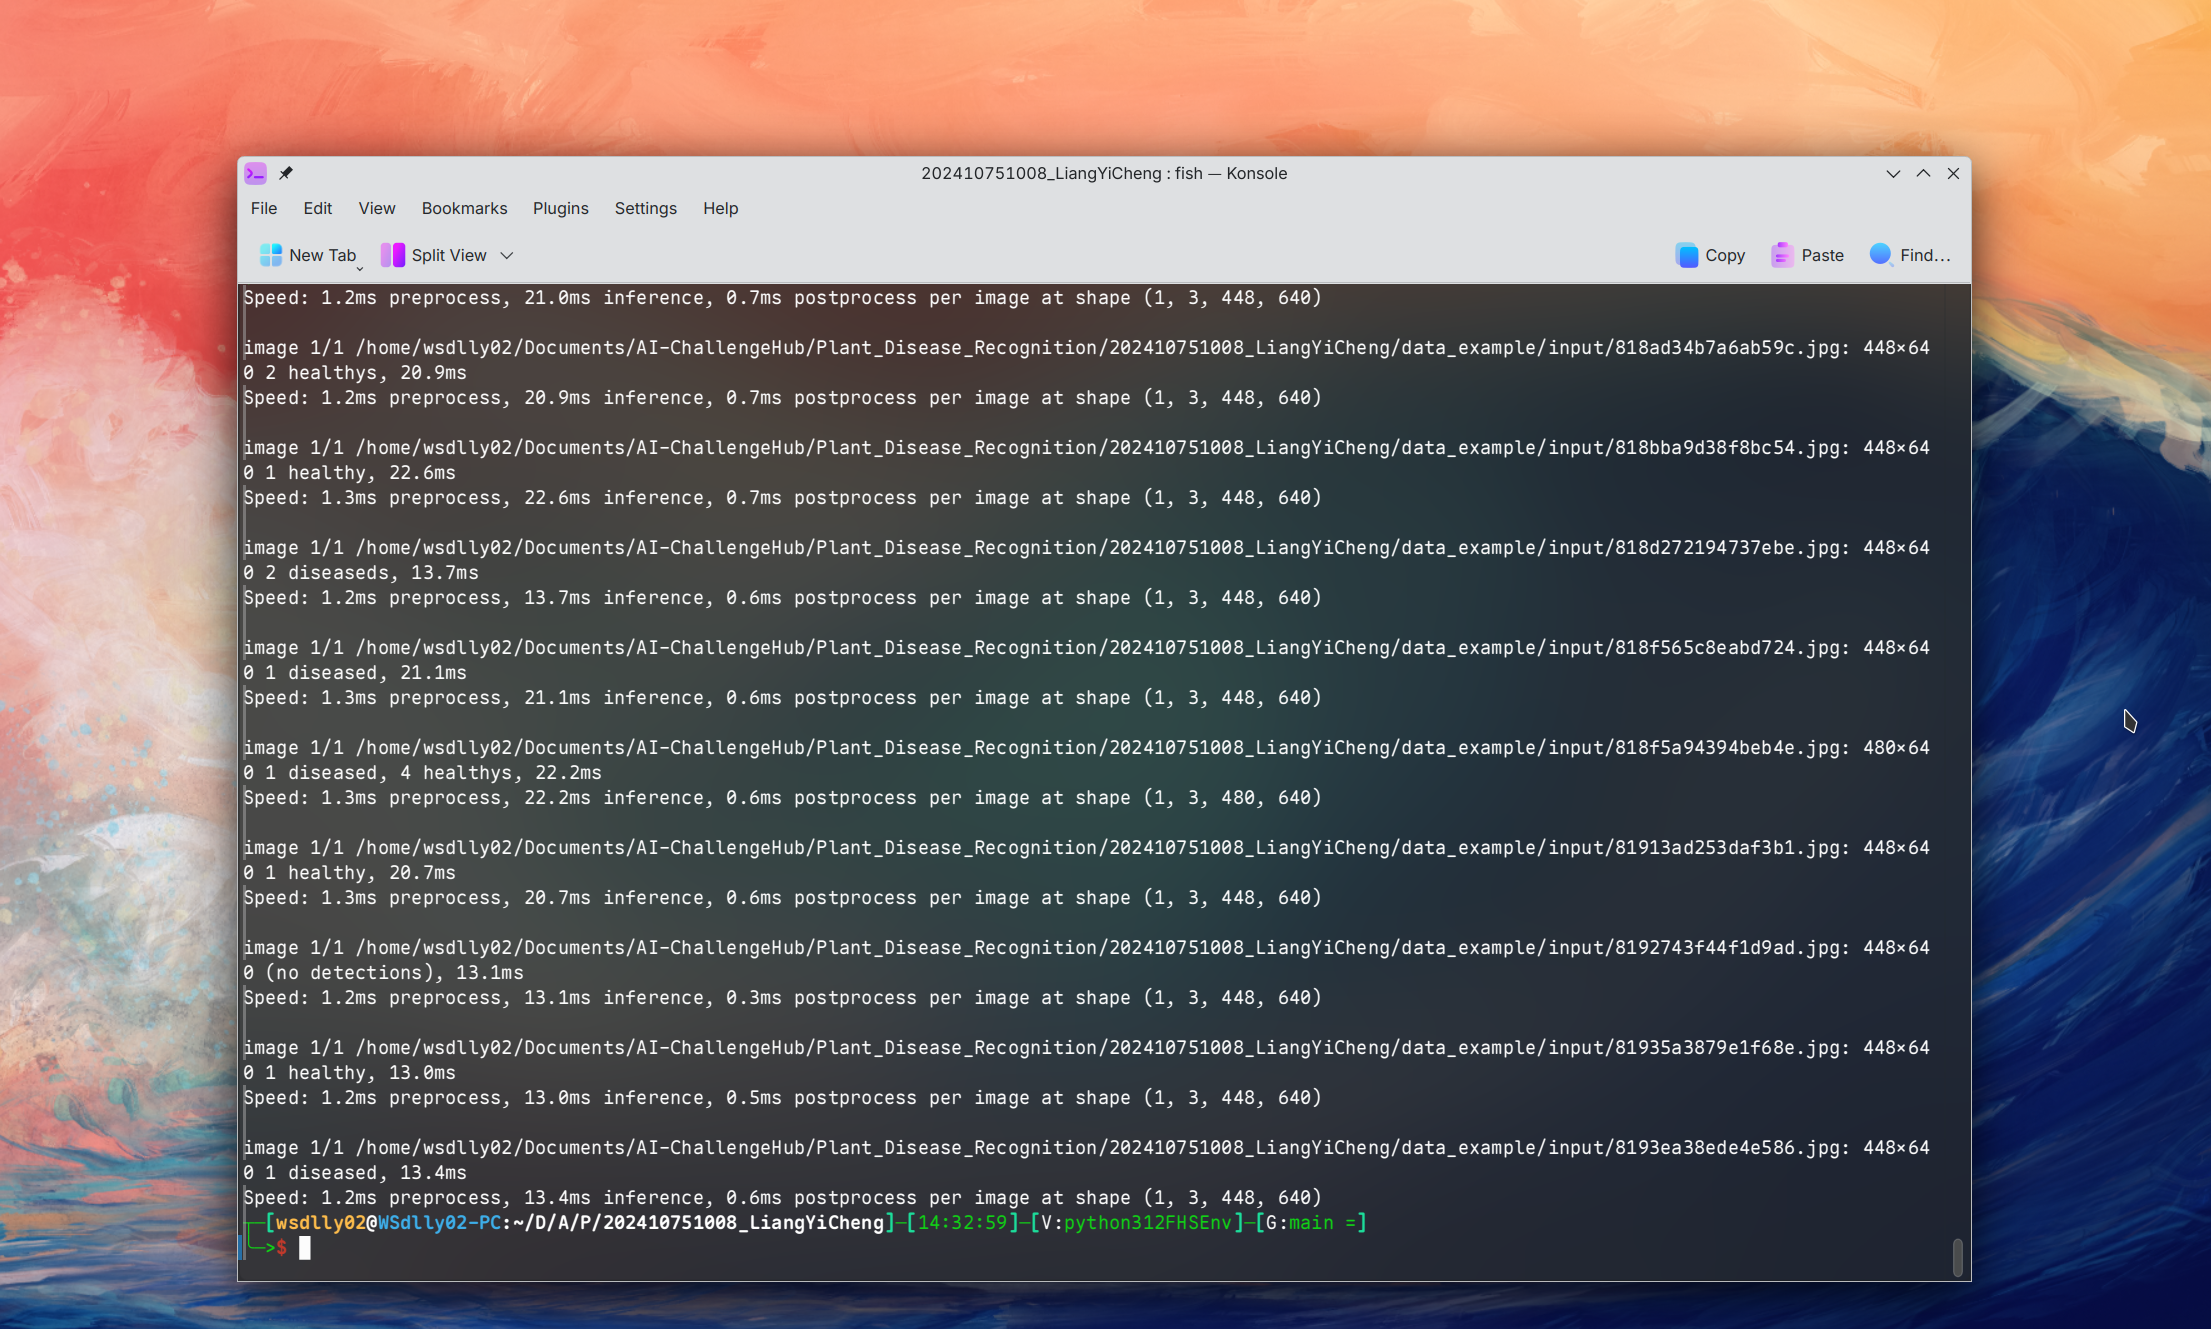 202410751008_LiangYiCheng : fish — Konsole
File Edit View Bookmarks Plugins Settings Help
New Tab Split View Copy Paste Find...
Speed: 1.2ms preprocess, 21.0ms inference, 0.7ms postprocess per image at shape (1, 3, 448, 640)
image 1/1 /home/wsdlly02/Documents/AI-ChallengeHub/Plant_Disease_Recognition/202410751008_LiangYiCheng/data_example/input/818ad34b7a6ab59c.jpg: 448×64
0 2 healthys, 20.9ms
Speed: 1.2ms preprocess, 20.9ms inference, 0.7ms postprocess per image at shape (1, 3, 448, 640)
image 1/1 /home/wsdlly02/Documents/AI-ChallengeHub/Plant_Disease_Recognition/202410751008_LiangYiCheng/data_example/input/818bba9d38f8bc54.jpg: 448×64
0 1 healthy, 22.6ms
Speed: 1.3ms preprocess, 22.6ms inference, 0.7ms postprocess per image at shape (1, 3, 448, 640)
image 1/1 /home/wsdlly02/Documents/AI-ChallengeHub/Plant_Disease_Recognition/202410751008_LiangYiCheng/data_example/input/818d272194737ebe.jpg: 448×64
0 2 diseaseds, 13.7ms
Speed: 1.2ms preprocess, 13.7ms inference, 0.6ms postprocess per image at shape (1, 3, 448, 640)
image 1/1 /home/wsdlly02/Documents/AI-ChallengeHub/Plant_Disease_Recognition/202410751008_LiangYiCheng/data_example/input/818f565c8eabd724.jpg: 448×64
0 1 diseased, 21.1ms
Speed: 1.3ms preprocess, 21.1ms inference, 0.6ms postprocess per image at shape (1, 3, 448, 640)
image 1/1 /home/wsdlly02/Documents/AI-ChallengeHub/Plant_Disease_Recognition/202410751008_LiangYiCheng/data_example/input/818f5a94394beb4e.jpg: 480×64
0 1 diseased, 4 healthys, 22.2ms
Speed: 1.3ms preprocess, 22.2ms inference, 0.6ms postprocess per image at shape (1, 3, 480, 640)
image 1/1 /home/wsdlly02/Documents/AI-ChallengeHub/Plant_Disease_Recognition/202410751008_LiangYiCheng/data_example/input/81913ad253daf3b1.jpg: 448×64
0 1 healthy, 20.7ms
Speed: 1.3ms preprocess, 20.7ms inference, 0.6ms postprocess per image at shape (1, 3, 448, 640)
image 1/1 /home/wsdlly02/Documents/AI-ChallengeHub/Plant_Disease_Recognition/202410751008_LiangYiCheng/data_example/input/8192743f44f1d9ad.jpg: 448×64
0 (no detections), 13.1ms
Speed: 1.2ms preprocess, 13.1ms inference, 0.3ms postprocess per image at shape (1, 3, 448, 640)
image 1/1 /home/wsdlly02/Documents/AI-ChallengeHub/Plant_Disease_Recognition/202410751008_LiangYiCheng/data_example/input/81935a3879e1f68e.jpg: 448×64
0 1 healthy, 13.0ms
Speed: 1.2ms preprocess, 13.0ms inference, 0.5ms postprocess per image at shape (1, 3, 448, 640)
image 1/1 /home/wsdlly02/Documents/AI-ChallengeHub/Plant_Disease_Recognition/202410751008_LiangYiCheng/data_example/input/8193ea38ede4e586.jpg: 448×64
0 1 diseased, 13.4ms
Speed: 1.2ms preprocess, 13.4ms inference, 0.6ms postprocess per image at shape (1, 3, 448, 640)
┬─[wsdlly02@WSdlly02-PC:~/D/A/P/202410751008_LiangYiCheng]─[14:32:59]─[V:python312FHSEnv]─[G:main =]
╰─>$